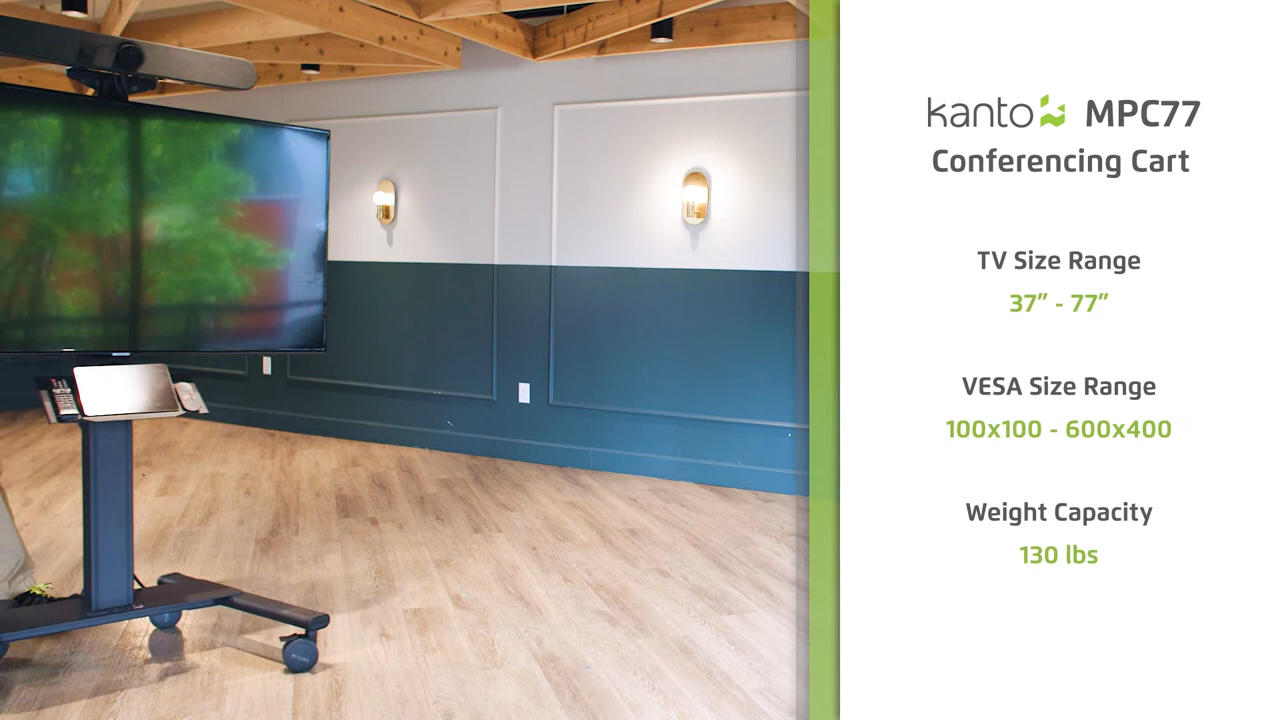 kanto MPC77
Conferencing Cart
TV Size Range
37” - 77”
VESA Size Range
100x100 - 600x400
Weight Capacity
130 lbs